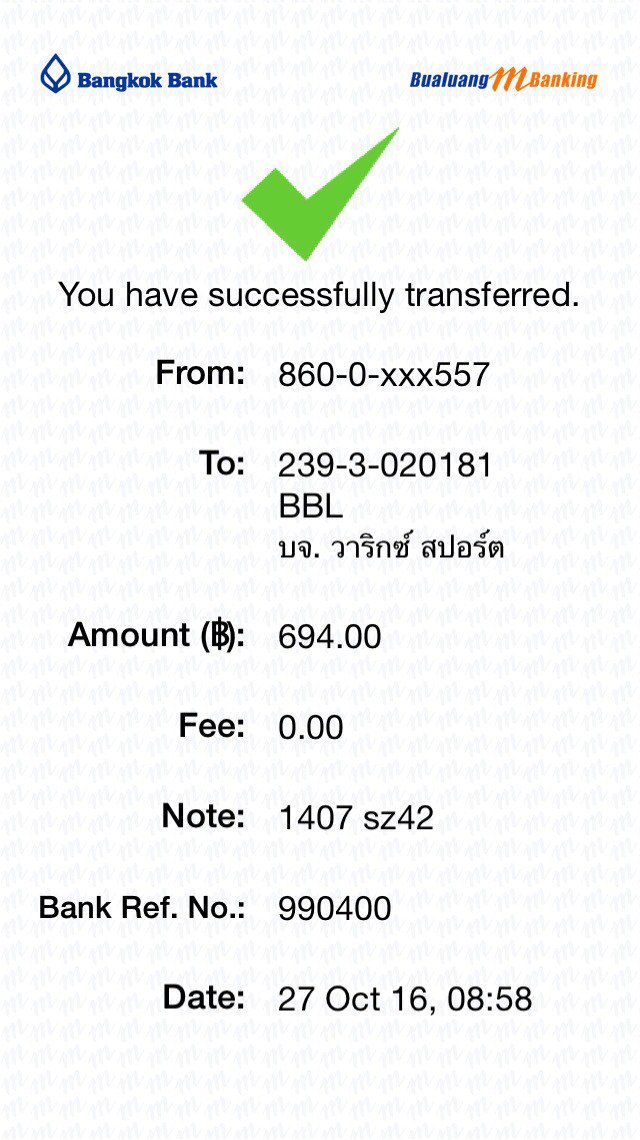 Bangkok Bank
Bualuang mBanking
You have successfully transferred.
From: 860-0-xxx557
To: 239-3-020181
BBL
บจ. วาริกซ์ สปอร์ต
Amount (฿): 694.00
Fee: 0.00
Note: 1407 sz42
Bank Ref. No.: 990400
Date: 27 Oct 16, 08:58